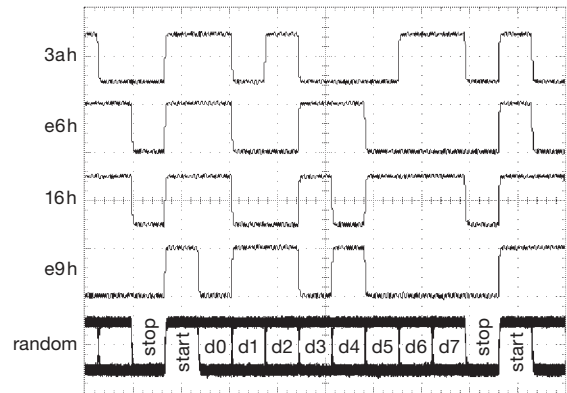 3ah
e6h
16h
e9h
random stop start d0 d1 d2 d3 d4 d5 d6 d7 stop start